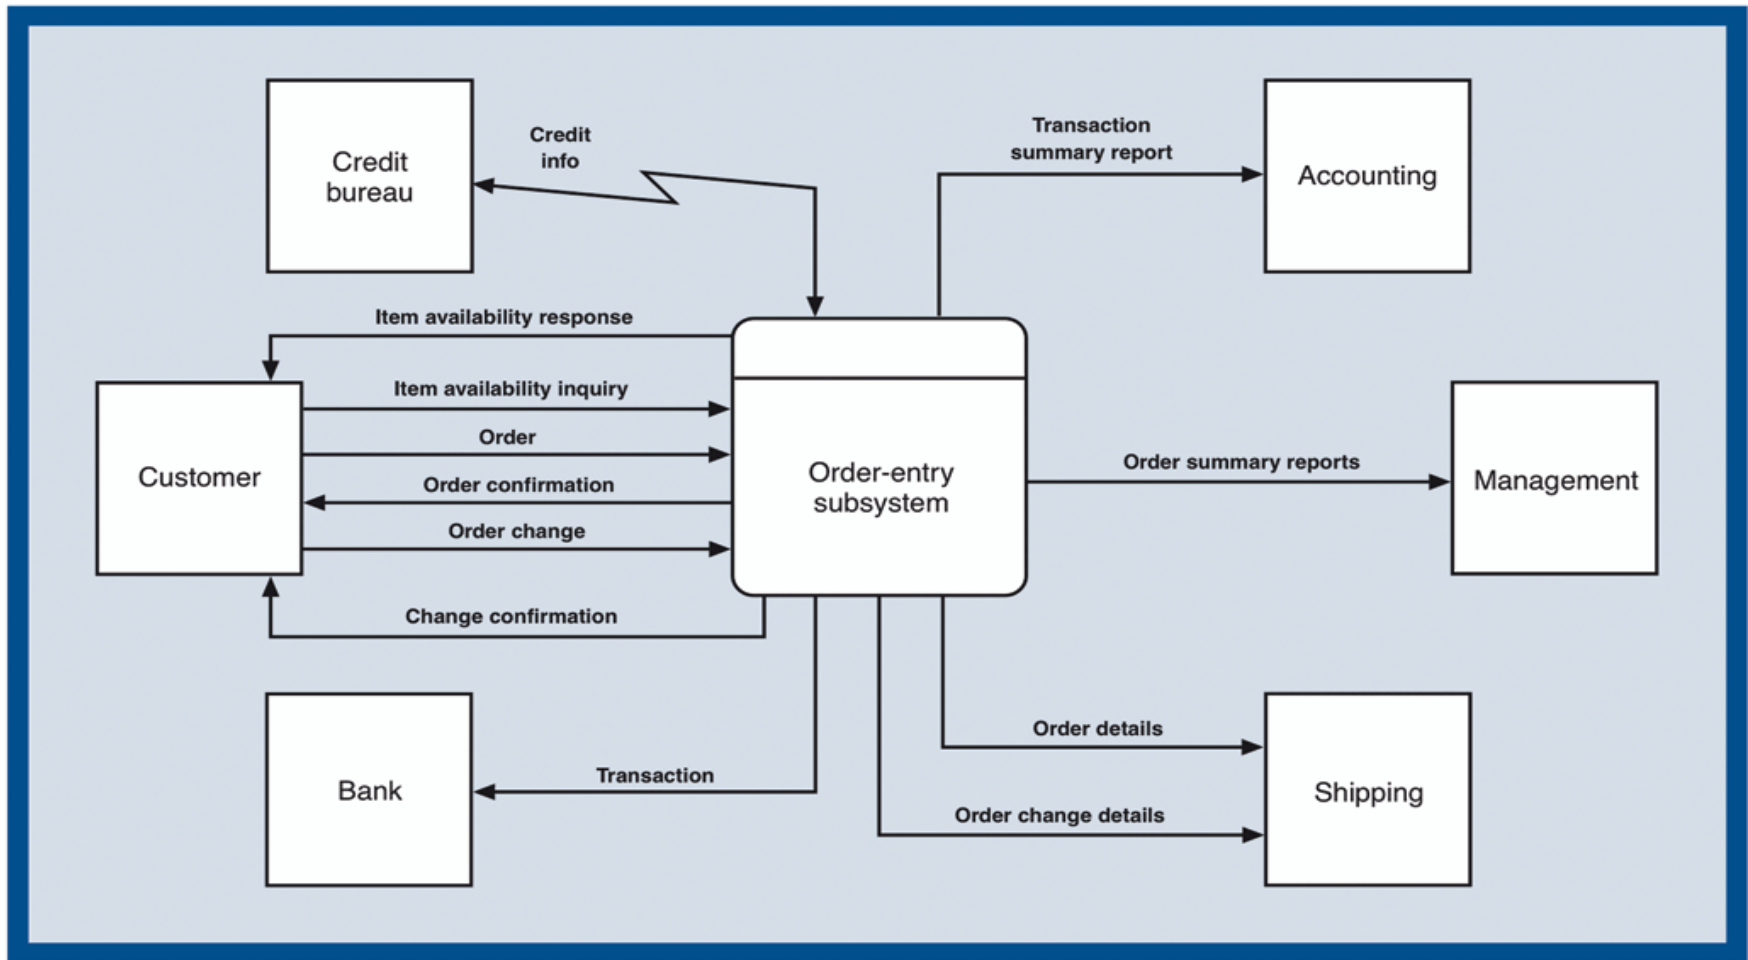 Credit
info
Transaction
summary report
Credit
bureau
Accounting
Item availability response
Item availability inquiry
Order
Order confirmation
Order change
Change confirmation
Customer
Order-entry
subsystem
Order summary reports
Management
Bank
Transaction
Order details
Order change details
Shipping